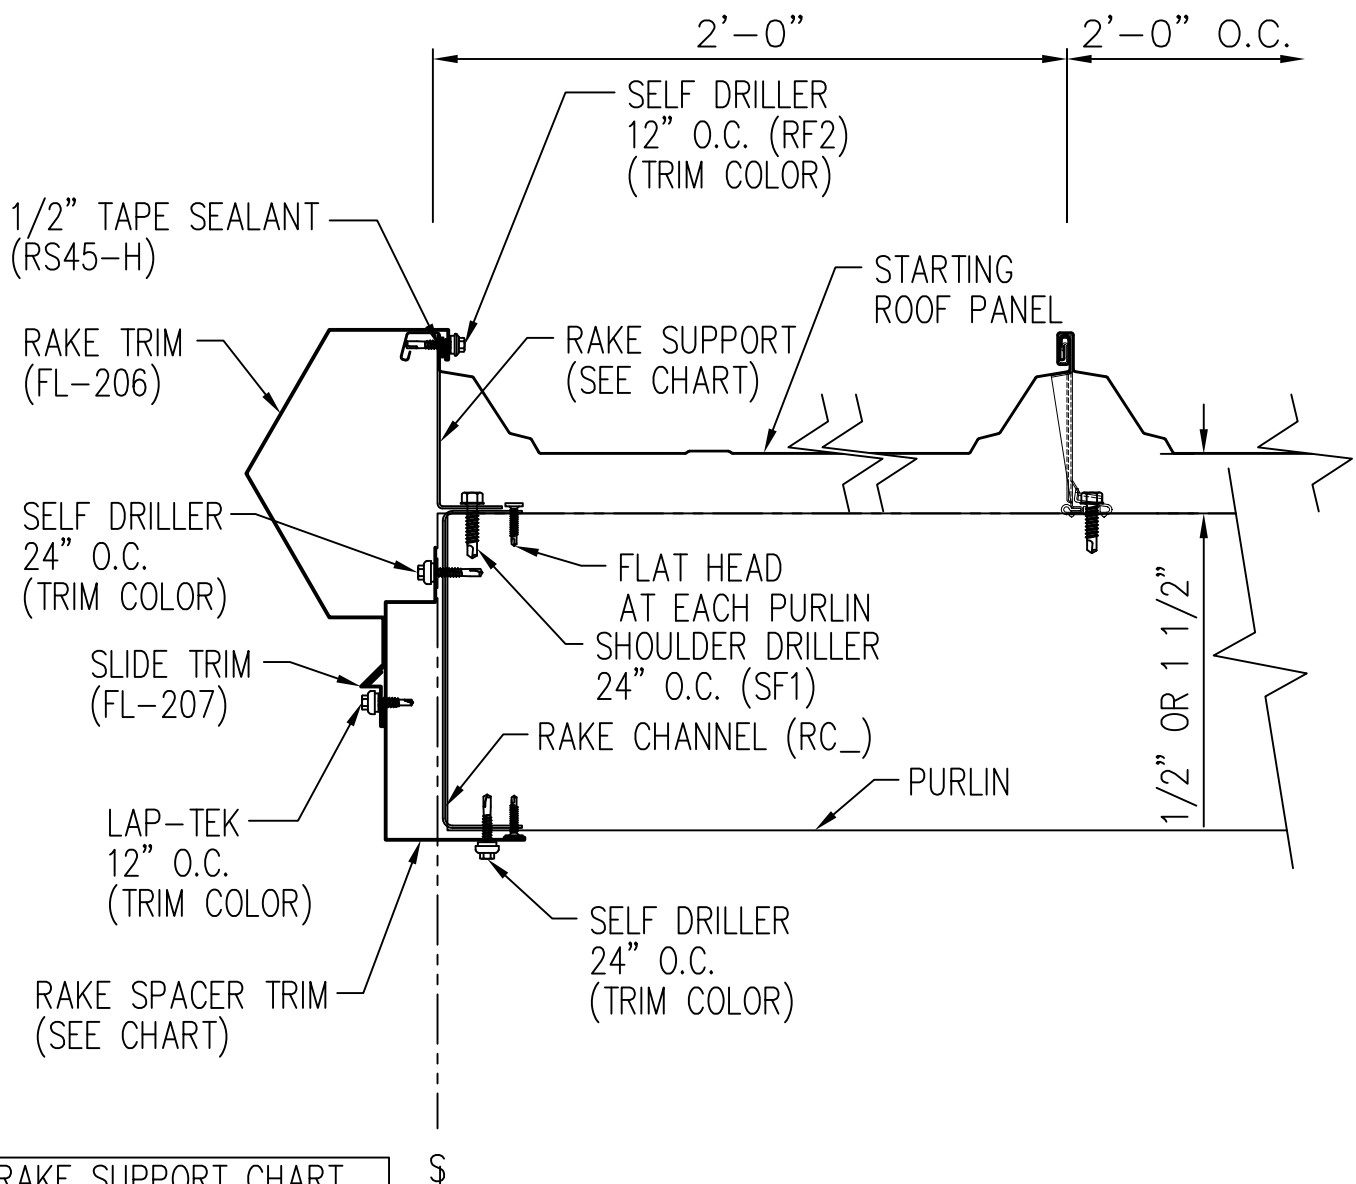 2'-0"
2'-0" O.C.
SELF DRILLER
12" O.C. (RF2)
(TRIM COLOR)
1/2" TAPE SEALANT
(RS45-H)
STARTING
ROOF PANEL
RAKE TRIM
(FL-206)
RAKE SUPPORT
(SEE CHART)
SELF DRILLER
24" O.C.
(TRIM COLOR)
FLAT HEAD
AT EACH PURLIN
SHOULDER DRILLER
24" O.C. (SF1)
1/2" OR 1 1/2"
SLIDE TRIM
(FL-207)
RAKE CHANNEL (RC_)
PURLIN
LAP-TEK
12" O.C.
(TRIM COLOR)
SELF DRILLER
24" O.C.
(TRIM COLOR)
RAKE SPACER TRIM
(SEE CHART)
RAKE SUPPORT CHART